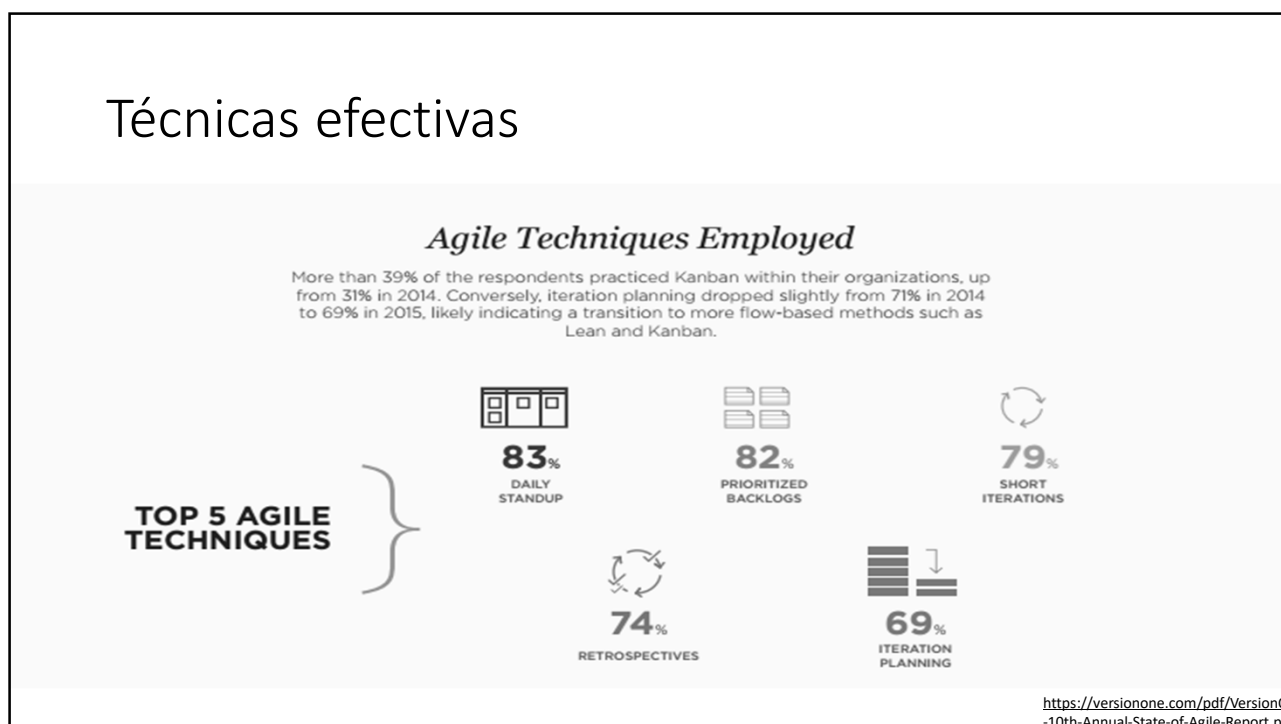 Técnicas efectivas
Agile Techniques Employed
More than 39% of the respondents practiced Kanban within their organizations, up
from 31% in 2014. Conversely, iteration planning dropped slightly from 71% in 2014
to 69% in 2015, likely indicating a transition to more flow-based methods such as
Lean and Kanban.
TOP 5 AGILE
TECHNIQUES
83%
DAILY
STANDUP
82%
PRIORITIZED
BACKLOGS
79%
SHORT
ITERATIONS
74%
RETROSPECTIVES
69%
ITERATION
PLANNING
https://versionone.com/pdf/Version
-10th-Annual-State-of-Agile-Report